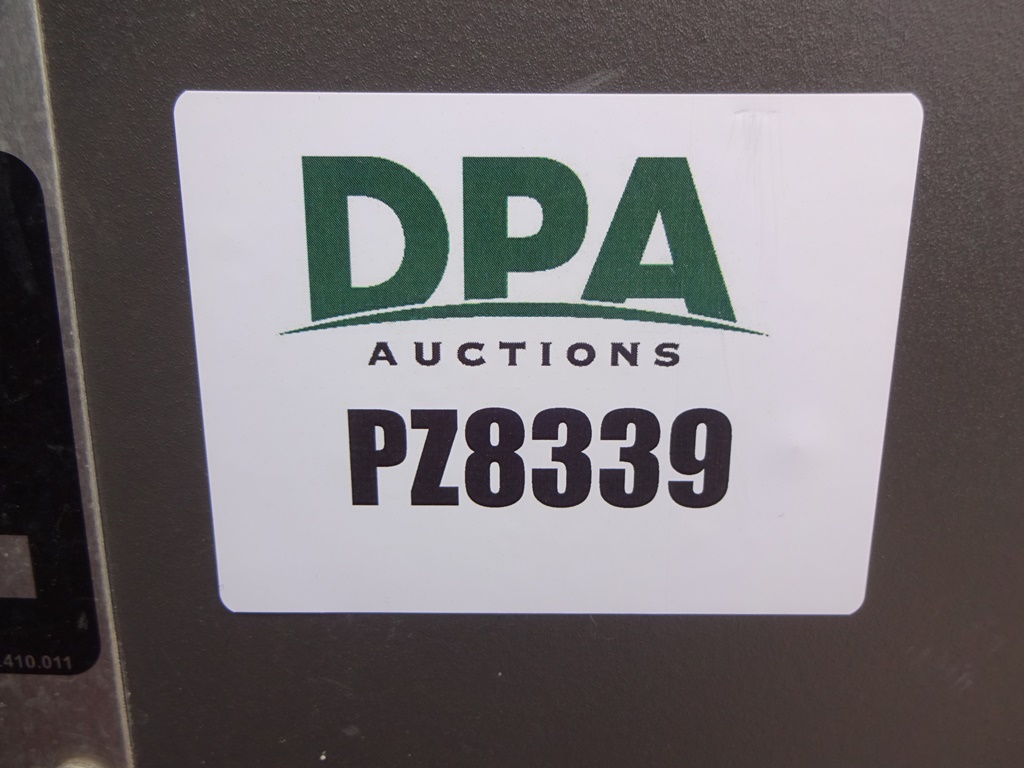 DPA
AUCTIONS
PZ8339
.410.011